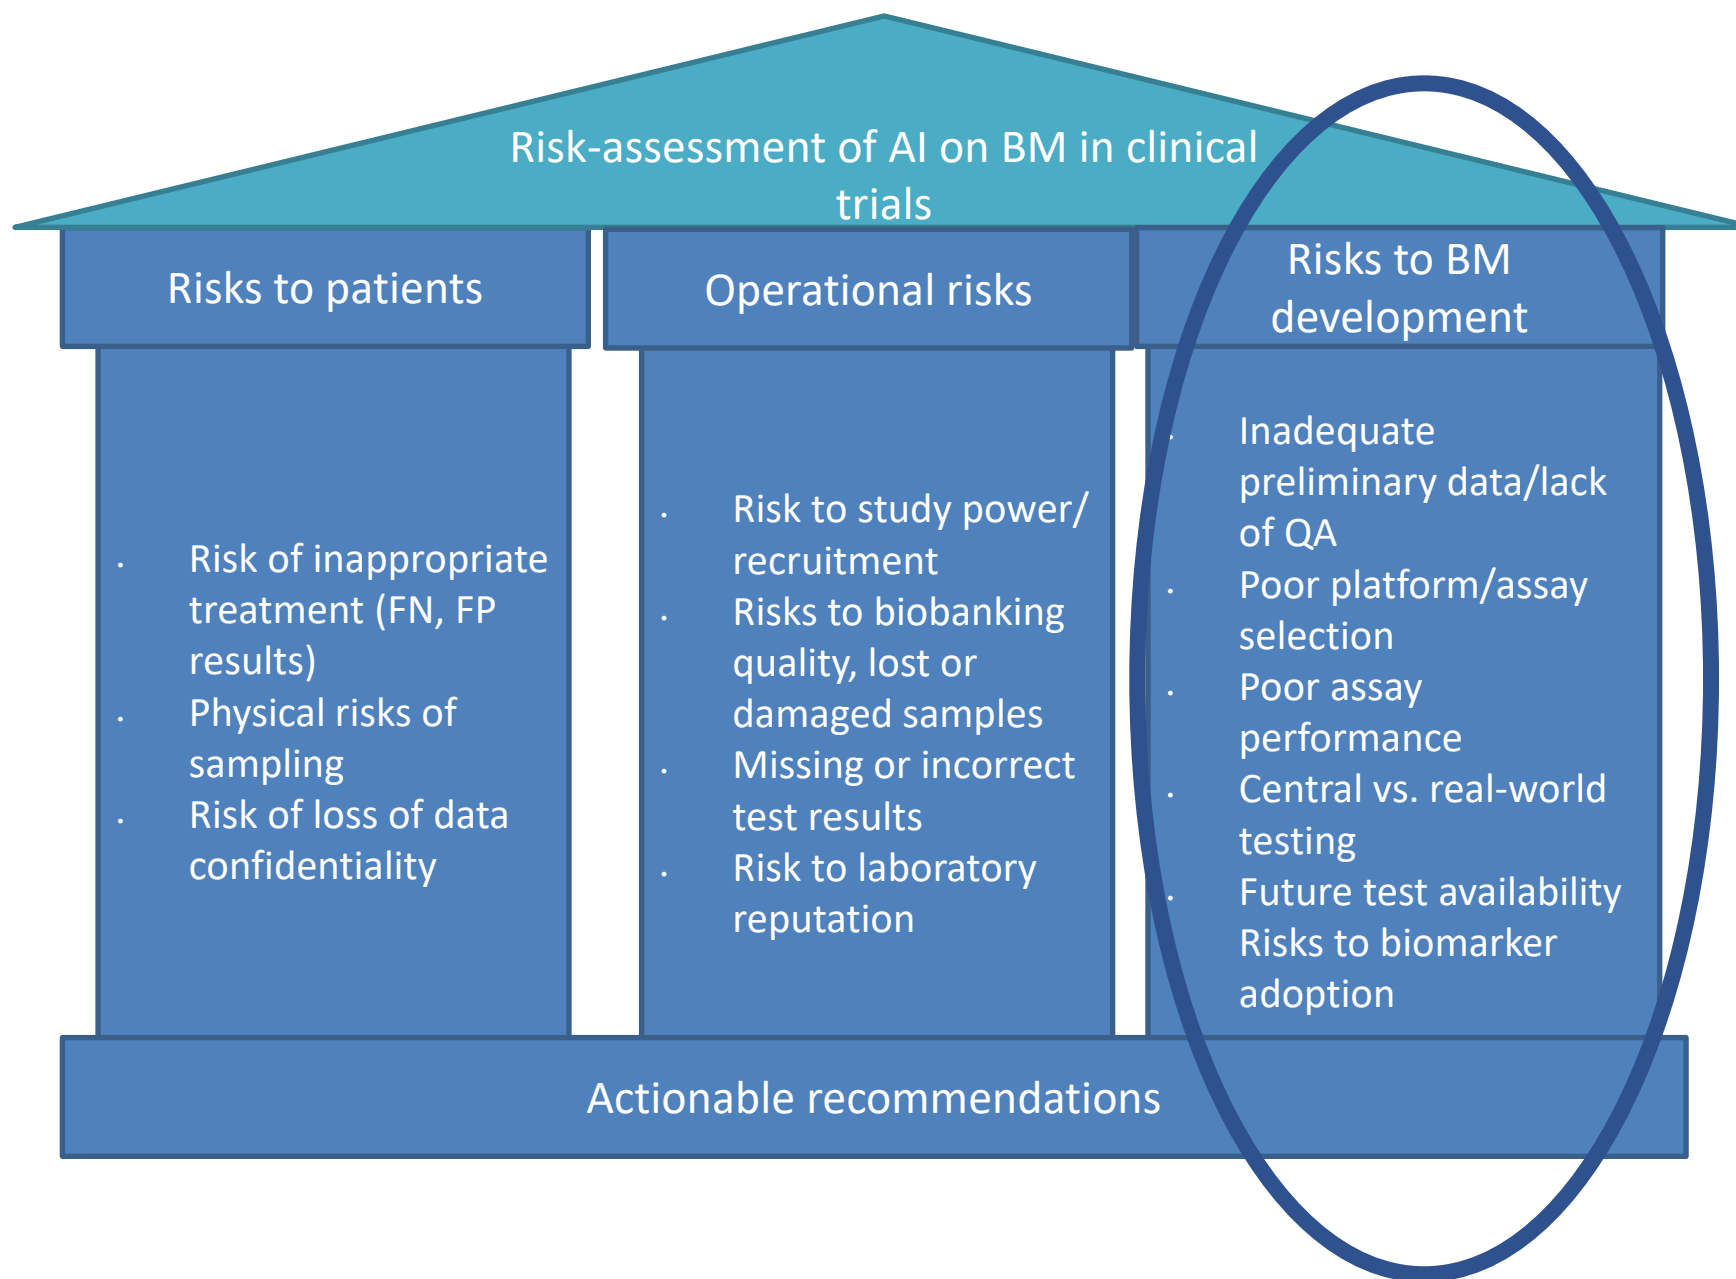 Risk-assessment of AI on BM in clinical
trials
Risks to patients
· Risk of inappropriate
treatment (FN, FP
results)
· Physical risks of
sampling
· Risk of loss of data
confidentiality
Operational risks
· Risk to study power/
recruitment
· Risks to biobanking
quality, lost or
damaged samples
· Missing or incorrect
test results
· Risk to laboratory
reputation
Risks to BM
development
· Inadequate
preliminary data/lack
of QA
· Poor platform/assay
selection
· Poor assay
performance
· Central vs. real-world
testing
· Future test availability
Risks to biomarker
adoption
Actionable recommendations